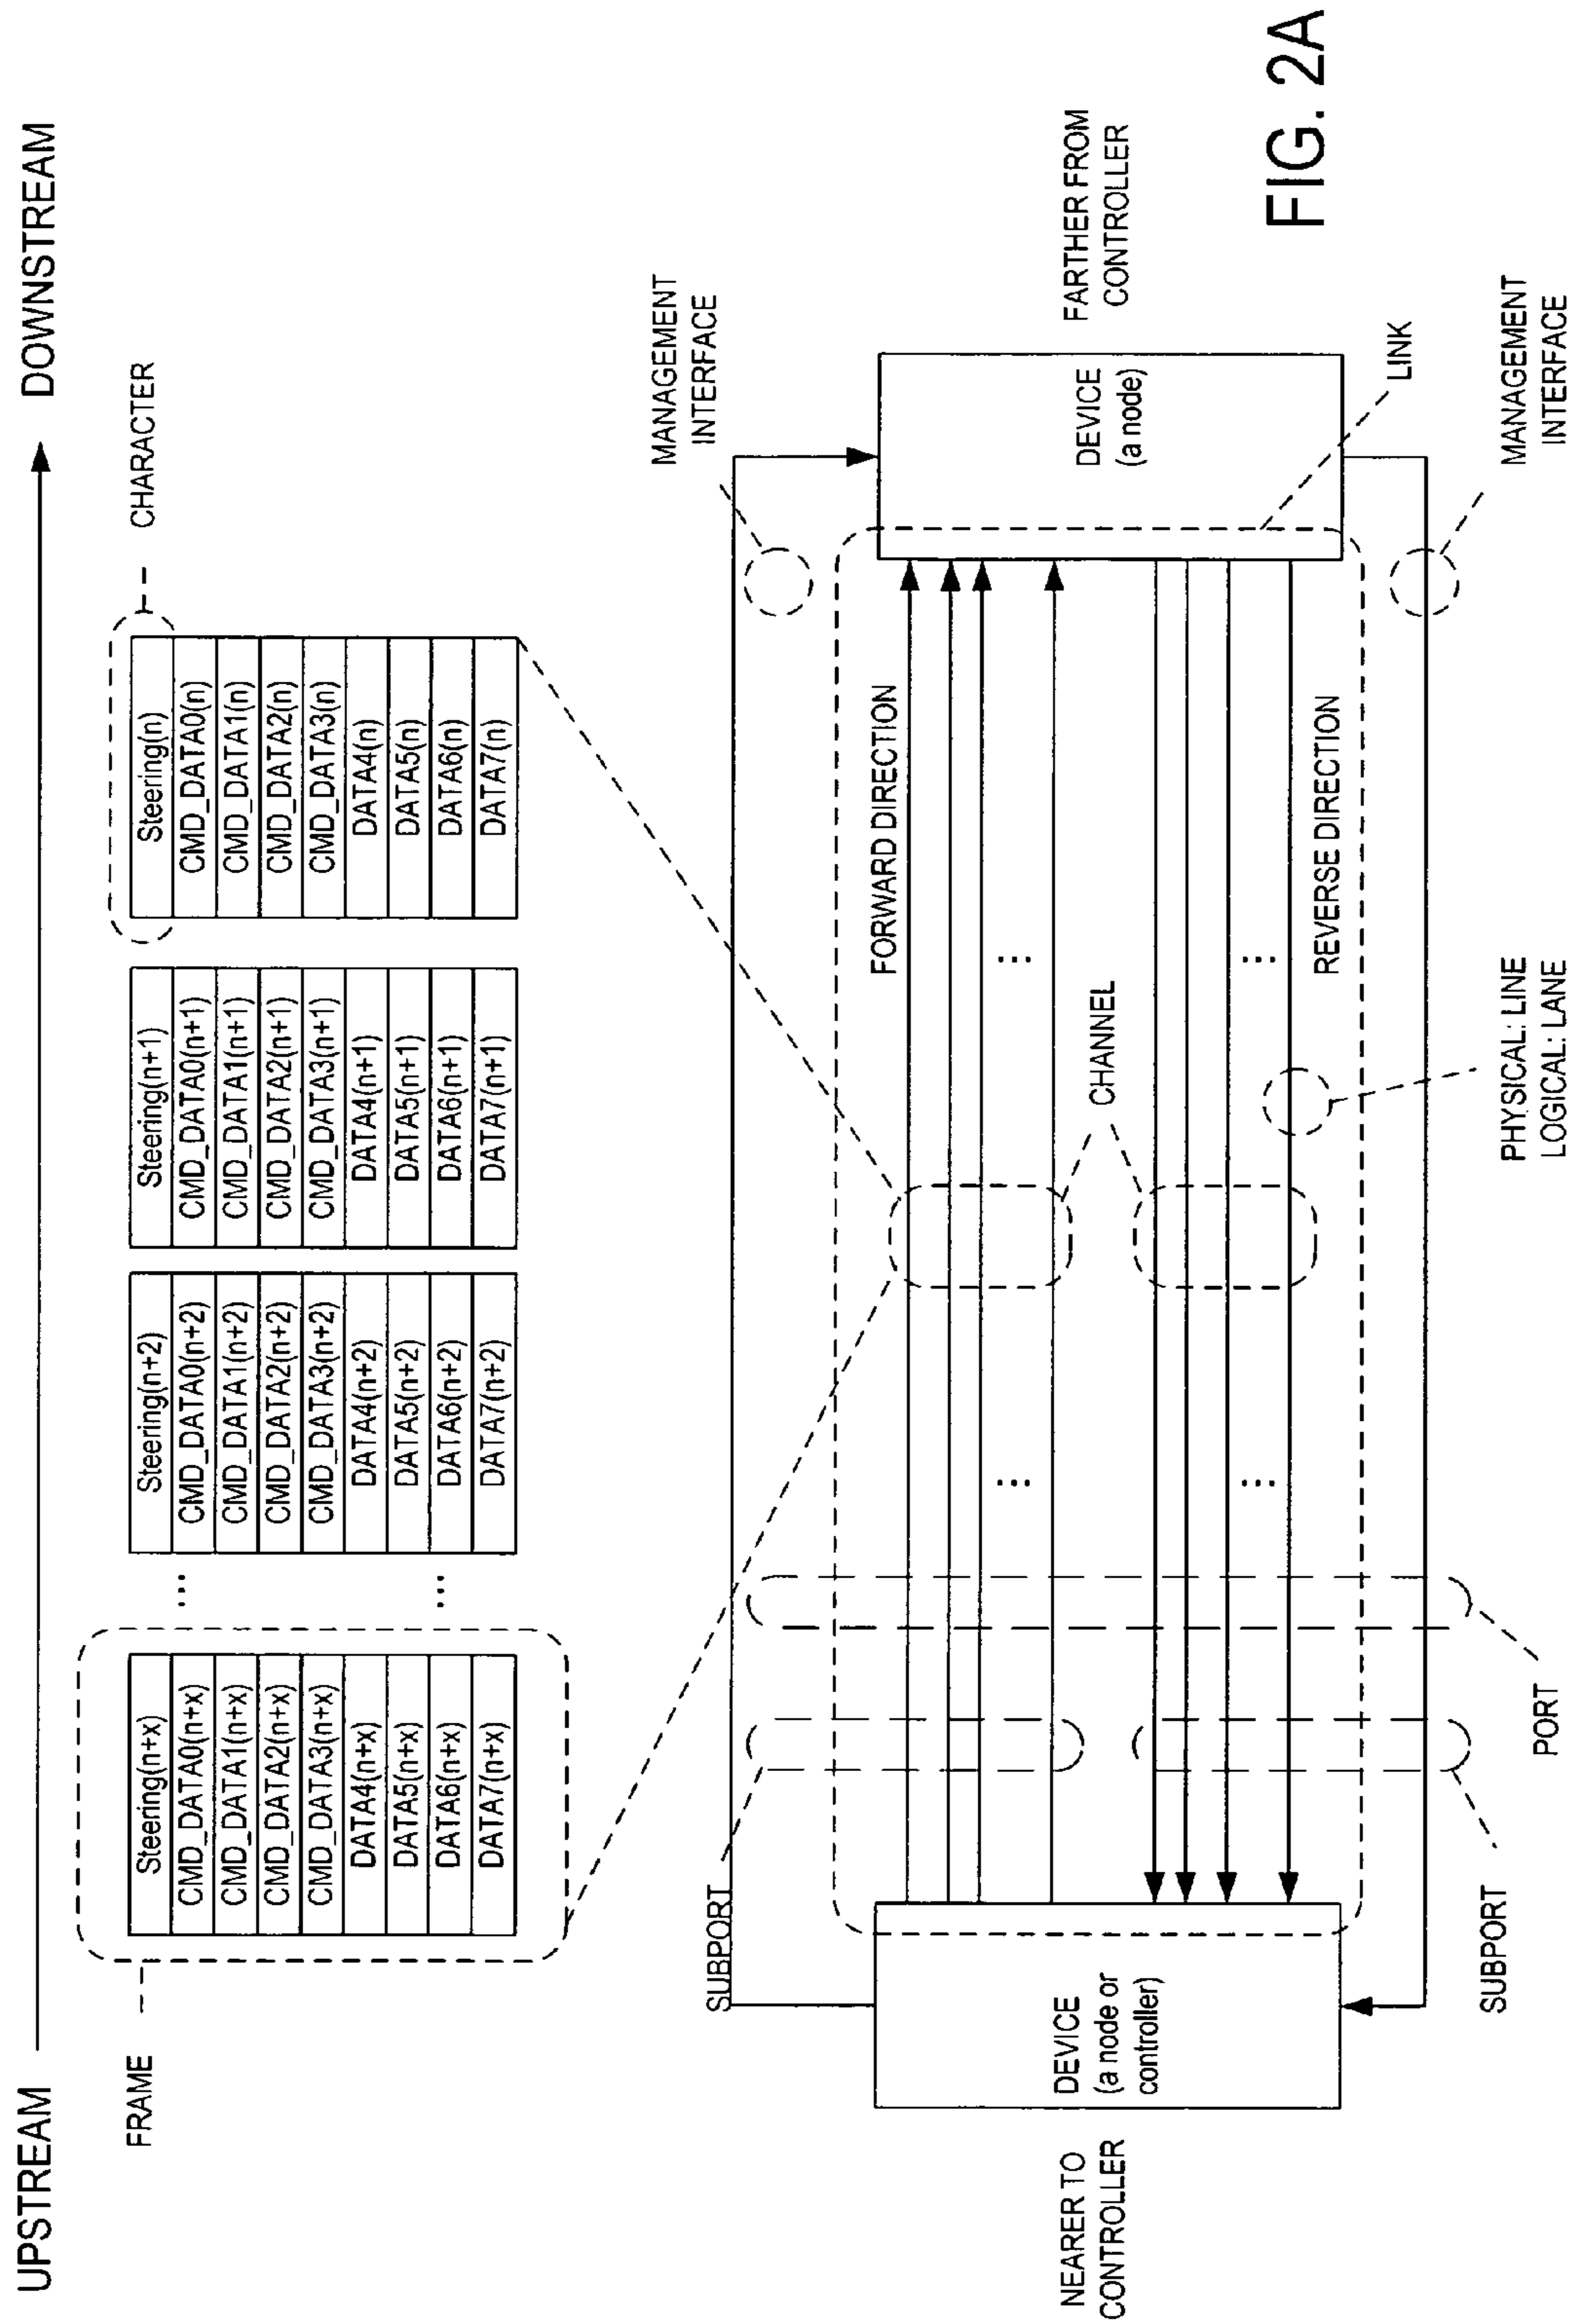 UPSTREAM
DOWNSTREAM
FRAME
CHARACTER
Steering(n+x)
CMD_DATA0(n+x)
CMD_DATA1(n+x)
CMD_DATA2(n+x)
CMD_DATA3(n+x)
DATA4(n+x)
DATA5(n+x)
DATA6(n+x)
DATA7(n+x)
...
...
Steering(n+2)
CMD_DATA0(n+2)
CMD_DATA1(n+2)
CMD_DATA2(n+2)
CMD_DATA3(n+2)
DATA4(n+2)
DATA5(n+2)
DATA6(n+2)
DATA7(n+2)
Steering(n+1)
CMD_DATA0(n+1)
CMD_DATA1(n+1)
CMD_DATA2(n+1)
CMD_DATA3(n+1)
DATA4(n+1)
DATA5(n+1)
DATA6(n+1)
DATA7(n+1)
Steering(n)
CMD_DATA0(n)
CMD_DATA1(n)
CMD_DATA2(n)
CMD_DATA3(n)
DATA4(n)
DATA5(n)
DATA6(n)
DATA7(n)
SUBPORT
MANAGEMENT
INTERFACE
FORWARD DIRECTION
...
...
NEARER TO
CONTROLLER
DEVICE
(a node or
controller)
CHANNEL
DEVICE
(a node)
FARTHER FROM
CONTROLLER
...
...
REVERSE DIRECTION
LINK
SUBPORT
PORT
PHYSICAL: LINE
LOGICAL: LANE
MANAGEMENT
INTERFACE
FIG. 2A